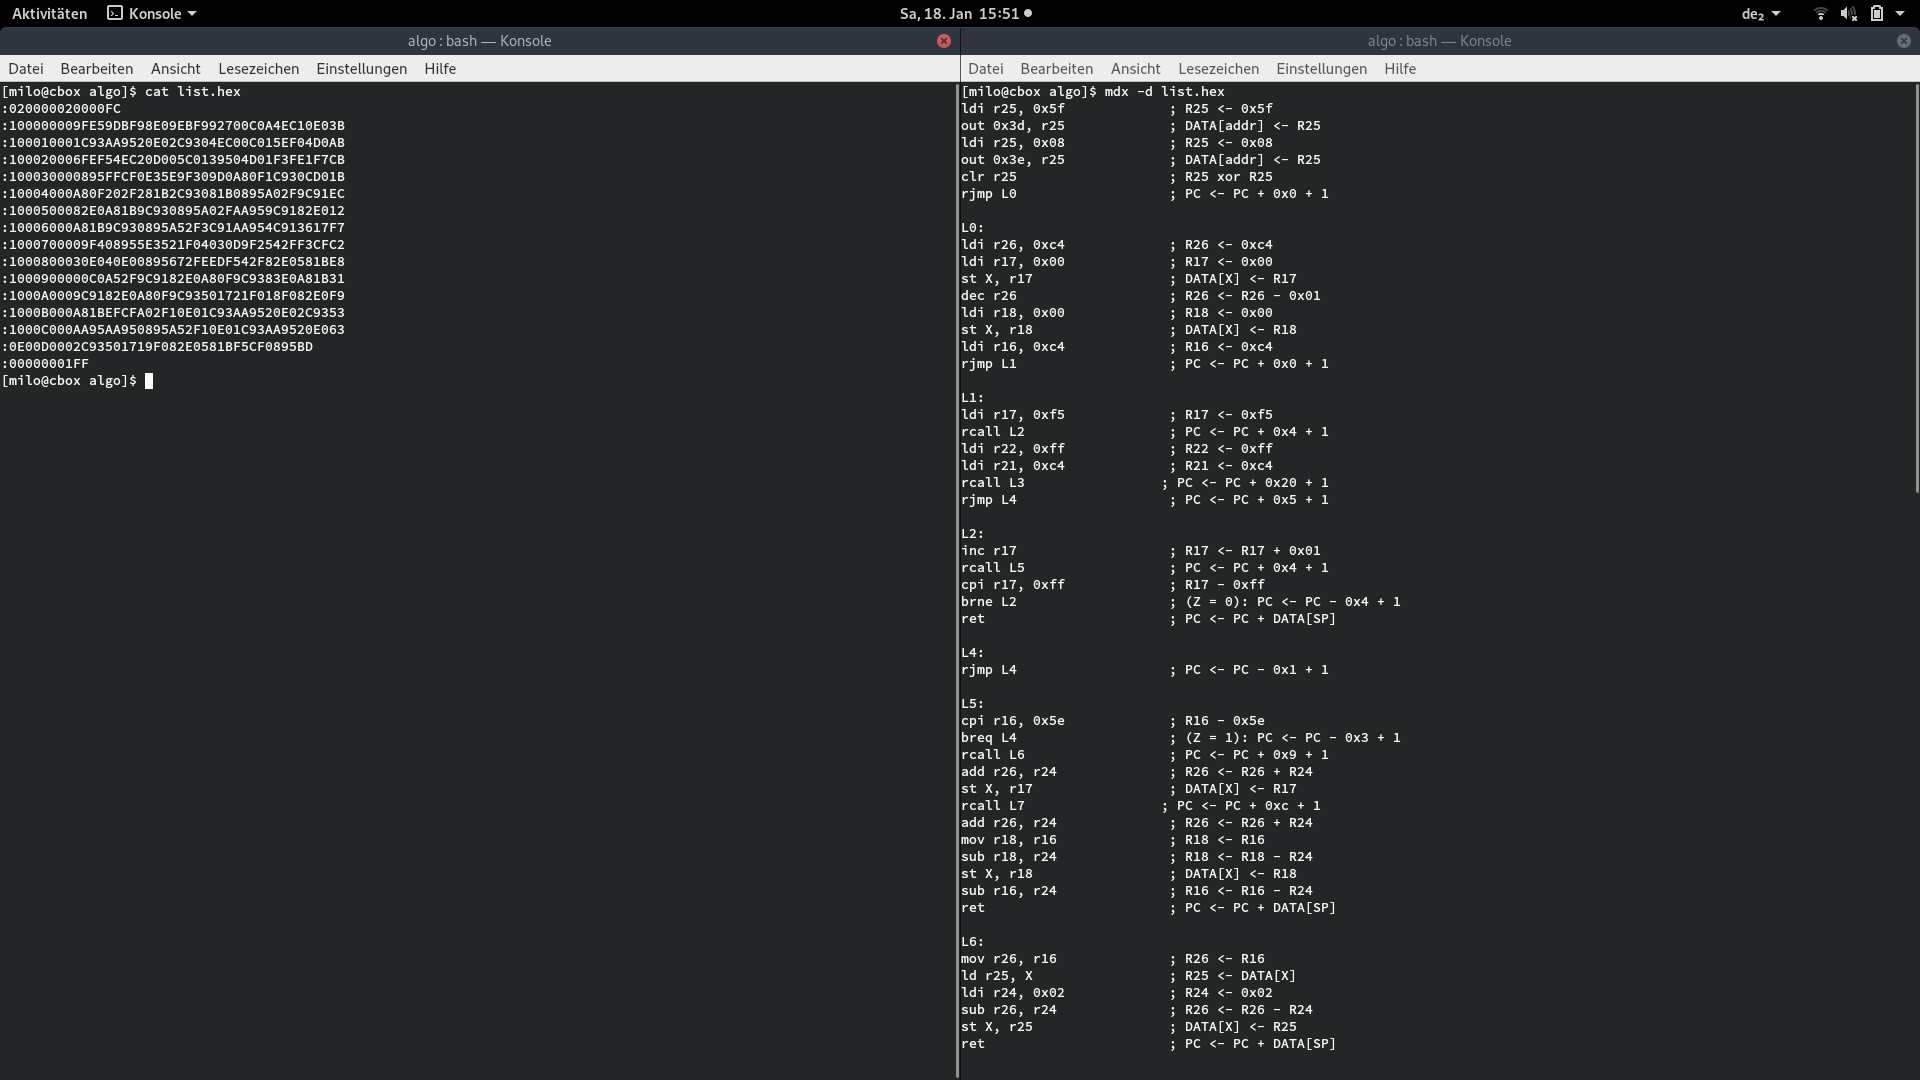 Aktivitäten Konsole Sa, 18. Jan 15:51 de₂
algo : bash — Konsole
Datei Bearbeiten Ansicht Lesezeichen Einstellungen Hilfe
[milo@cbox algo]$ cat list.hex
:020000020000FC
:100000009FE59DBF98E09EBF992700C0A4EC10E03B
:100010001C93AA9520E02C9304EC00C015EF04D0AB
:100020006FEF54EC20D005C0139504D01F3FE1F7CB
:100030000895FFCF0E35E9F309D0A80F1C930CD01B
:10004000A80F202F281B2C93081B0895A02F9C91EC
:1000500082E0A81B9C930895A02FAA959C9182E012
:10006000A81B9C930895A52F3C91AA954C913617F7
:1000700009F408955E3521F04030D9F2542FF3CFC2
:1000800030E040E00895672FEEDF542F82E0581BE8
:1000900000C0A52F9C9182E0A80F9C9383E0A81B31
:1000A0009C9182E0A80F9C93501721F018F082E0F9
:1000B000A81BEFCFA02F10E01C93AA9520E02C9353
:1000C000AA95AA950895A52F10E01C93AA9520E063
:0E00D0002C93501719F082E0581BF5CF0895BD
:00000001FF
[milo@cbox algo]$
algo : bash — Konsole
Datei Bearbeiten Ansicht Lesezeichen Einstellungen Hilfe
[milo@cbox algo]$ mdx -d list.hex
ldi r25, 0x5f ; R25 <- 0x5f
out 0x3d, r25 ; DATA[addr] <- R25
ldi r25, 0x08 ; R25 <- 0x08
out 0x3e, r25 ; DATA[addr] <- R25
clr r25 ; R25 xor R25
rjmp L0 ; PC <- PC + 0x0 + 1
L0:
ldi r26, 0xc4 ; R26 <- 0xc4
ldi r17, 0x00 ; R17 <- 0x00
st X, r17 ; DATA[X] <- R17
dec r26 ; R26 <- R26 - 0x01
ldi r18, 0x00 ; R18 <- 0x00
st X, r18 ; DATA[X] <- R18
ldi r16, 0xc4 ; R16 <- 0xc4
rjmp L1 ; PC <- PC + 0x0 + 1
L1:
ldi r17, 0xf5 ; R17 <- 0xf5
rcall L2 ; PC <- PC + 0x4 + 1
ldi r22, 0xff ; R22 <- 0xff
ldi r21, 0xc4 ; R21 <- 0xc4
rcall L3 ; PC <- PC + 0x20 + 1
rjmp L4 ; PC <- PC + 0x5 + 1
L2:
inc r17 ; R17 <- R17 + 0x01
rcall L5 ; PC <- PC + 0x4 + 1
cpi r17, 0xff ; R17 - 0xff
brne L2 ; (Z = 0): PC <- PC - 0x4 + 1
ret ; PC <- PC + DATA[SP]
L4:
rjmp L4 ; PC <- PC - 0x1 + 1
L5:
cpi r16, 0x5e ; R16 - 0x5e
breq L4 ; (Z = 1): PC <- PC - 0x3 + 1
rcall L6 ; PC <- PC + 0x9 + 1
add r26, r24 ; R26 <- R26 + R24
st X, r17 ; DATA[X] <- R17
rcall L7 ; PC <- PC + 0xc + 1
add r26, r24 ; R26 <- R26 + R24
mov r18, r16 ; R18 <- R16
sub r18, r24 ; R18 <- R18 - R24
st X, r18 ; DATA[X] <- R18
sub r16, r24 ; R16 <- R16 - R24
ret ; PC <- PC + DATA[SP]
L6:
mov r26, r16 ; R26 <- R16
ld r25, X ; R25 <- DATA[X]
ldi r24, 0x02 ; R24 <- 0x02
sub r26, r24 ; R26 <- R26 - R24
st X, r25 ; DATA[X] <- R25
ret ; PC <- PC + DATA[SP]